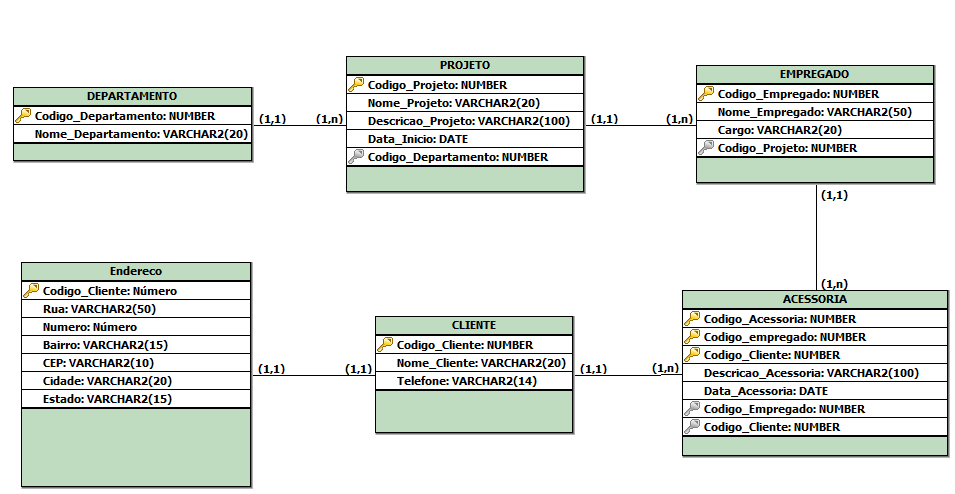 DEPARTAMENTO
Codigo_Departamento: NUMBER
Nome_Departamento: VARCHAR2(20)
(1,1)
(1,n)
PROJETO
Codigo_Projeto: NUMBER
Nome_Projeto: VARCHAR2(20)
Descricao_Projeto: VARCHAR2(100)
Data_Inicio: DATE
Codigo_Departamento: NUMBER
(1,1)
(1,n)
EMPREGADO
Codigo_Empregado: NUMBER
Nome_Empregado: VARCHAR2(50)
Cargo: VARCHAR2(20)
Codigo_Projeto: NUMBER
(1,1)
(1,n)
Endereco
Codigo_Cliente: Número
Rua: VARCHAR2(50)
Numero: Número
Bairro: VARCHAR2(15)
CEP: VARCHAR2(10)
Cidade: VARCHAR2(20)
Estado: VARCHAR2(15)
(1,1)
(1,1)
CLIENTE
Codigo_Cliente: NUMBER
Nome_Cliente: VARCHAR2(20)
Telefone: VARCHAR2(14)
(1,1)
(1,n)
ACESSORIA
Codigo_Acessoria: NUMBER
Codigo_empregado: NUMBER
Codigo_Cliente: NUMBER
Descricao_Acessoria: VARCHAR2(100)
Data_Acessoria: DATE
Codigo_Empregado: NUMBER
Codigo_Cliente: NUMBER